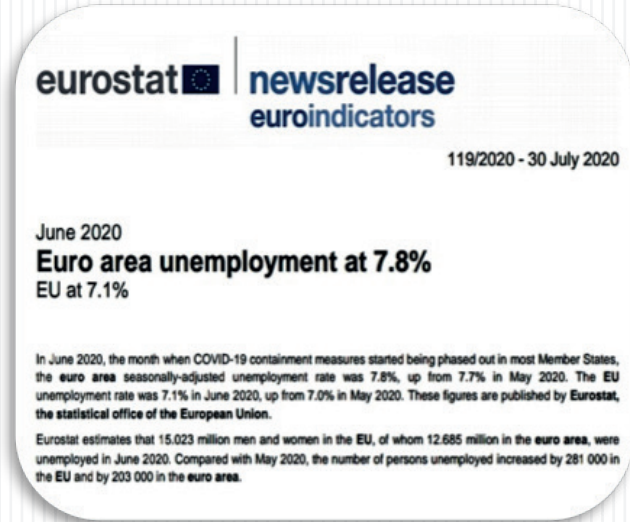 eurostat newsrelease
euroindicators
119/2020 - 30 July 2020
June 2020
Euro area unemployment at 7.8%
EU at 7.1%
In June 2020, the month when COVID-19 containment measures started being phased out in most Member States,
the euro area seasonally-adjusted unemployment rate was 7.8%, up from 7.7% in May 2020. The EU
unemployment rate was 7.1% in June 2020, up from 7.0% in May 2020. These figures are published by Eurostat,
the statistical office of the European Union.
Eurostat estimates that 15.023 million men and women in the EU, of whom 12.685 million in the euro area, were
unemployed in June 2020. Compared with May 2020, the number of persons unemployed increased by 281 000 in
the EU and by 203 000 in the euro area.